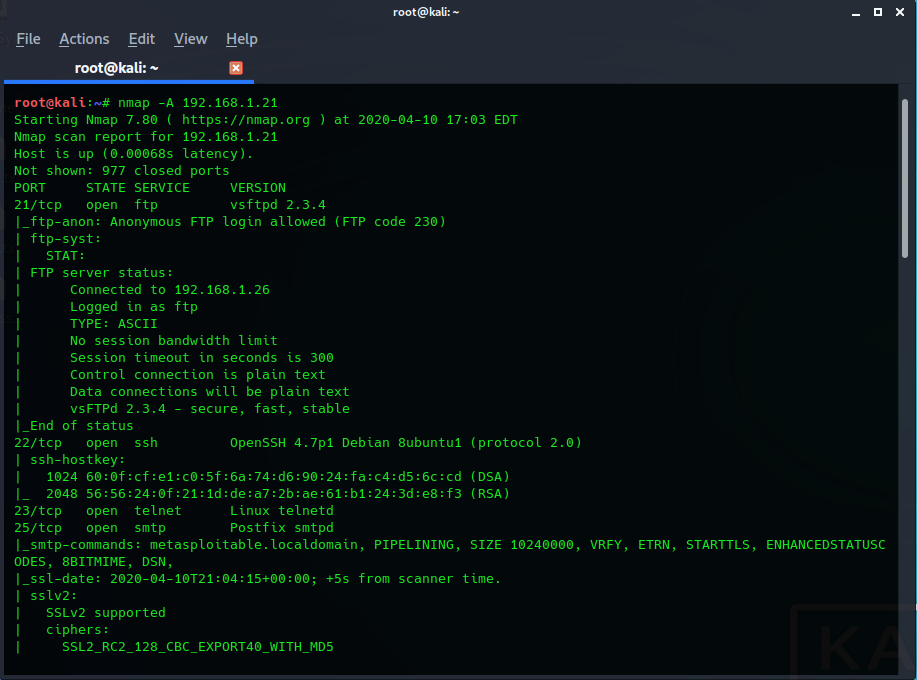 root@kali: ~
File Actions Edit View Help
root@kali: ~
root@kali:~# nmap -A 192.168.1.21
Starting Nmap 7.80 ( https://nmap.org ) at 2020-04-10 17:03 EDT
Nmap scan report for 192.168.1.21
Host is up (0.00068s latency).
Not shown: 977 closed ports
PORT     STATE SERVICE     VERSION
21/tcp   open  ftp         vsftpd 2.3.4
|_ftp-anon: Anonymous FTP login allowed (FTP code 230)
| ftp-syst:
|   STAT:
| FTP server status:
|      Connected to 192.168.1.26
|      Logged in as ftp
|      TYPE: ASCII
|      No session bandwidth limit
|      Session timeout in seconds is 300
|      Control connection is plain text
|      Data connections will be plain text
|      vsFTPd 2.3.4 - secure, fast, stable
|_End of status
22/tcp   open  ssh         OpenSSH 4.7p1 Debian 8ubuntu1 (protocol 2.0)
| ssh-hostkey:
|   1024 60:0f:cf:e1:c0:5f:6a:74:d6:90:24:fa:c4:d5:6c:cd (DSA)
|_  2048 56:56:24:0f:21:1d:de:a7:2b:ae:61:b1:24:3d:e8:f3 (RSA)
23/tcp   open  telnet      Linux telnetd
25/tcp   open  smtp        Postfix smtpd
|_smtp-commands: metasploitable.localdomain, PIPELINING, SIZE 10240000, VRFY, ETRN, STARTTLS, ENHANCEDSTATUSC
ODES, 8BITMIME, DSN,
|_ssl-date: 2020-04-10T21:04:15+00:00; +5s from scanner time.
| sslv2:
|   SSLv2 supported
|   ciphers:
|     SSL2_RC2_128_CBC_EXPORT40_WITH_MD5
KA